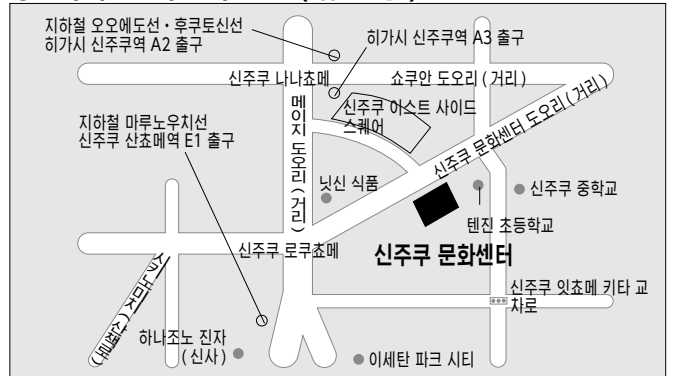 지하철 오오에도선・후쿠토신선
히가시 신주쿠역 A2 출구
히가시 신주쿠역 A3 출구
신주쿠 나나쵸메
쇼쿠안 도오리 ( 거리 )
메이지 도오리 ( 거리 )
신주쿠 이스트 사이드
스퀘어
신주쿠 문화센터 도오리 ( 거리 )
지하철 마루노우치선
신주쿠 산쵸메역 E1 출구
닛신 식품
신주쿠 중학교
텐진 초등학교
신주쿠 로쿠쵸메
신주쿠 문화센터
신주쿠 잇쵸메 키타 교
차로
하나조노 진자
( 신사 )
이세탄 파크 시티